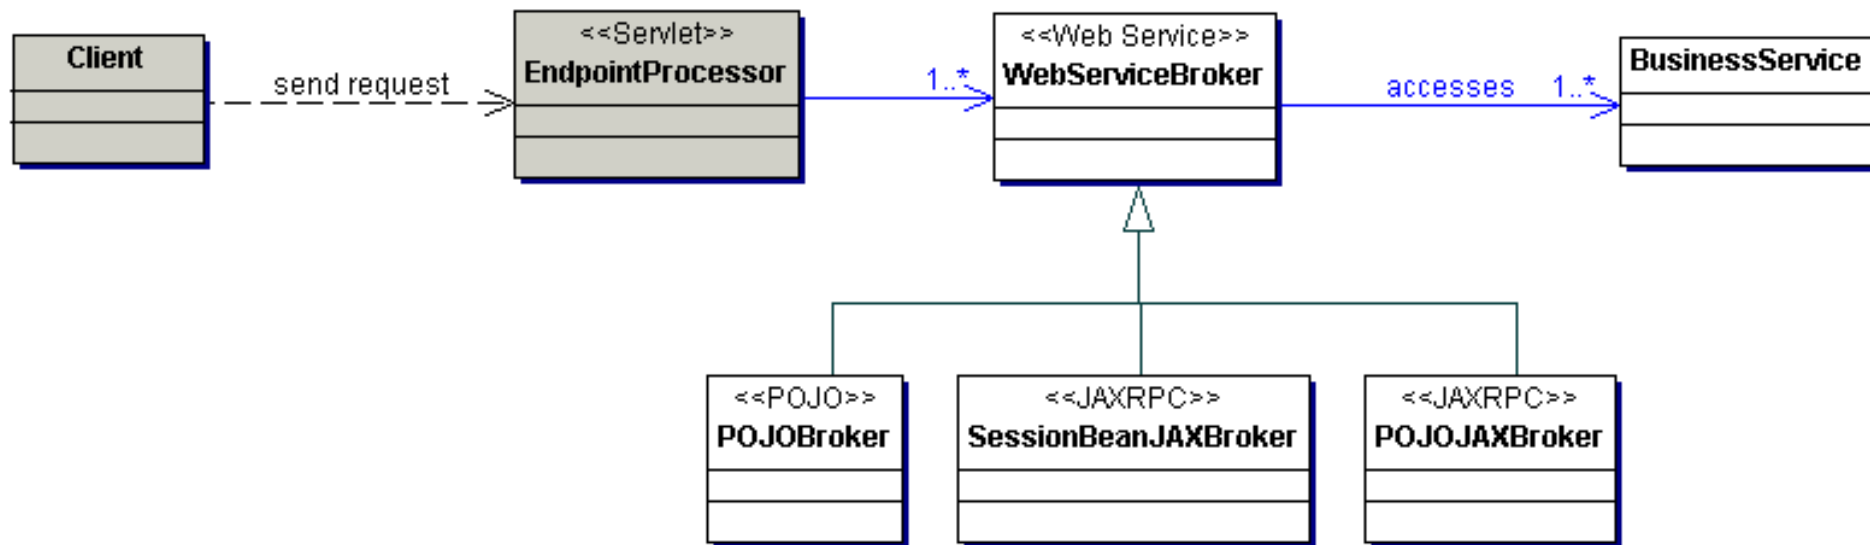 Client
send request
<<Servlet>>
EndpointProcessor
1..*
<<Web Service>>
WebServiceBroker
accesses
1..*
BusinessService
<<POJO>>
POJOBroker
<<JAXRPC>>
SessionBeanJAXBroker
<<JAXRPC>>
POJOJAXBroker